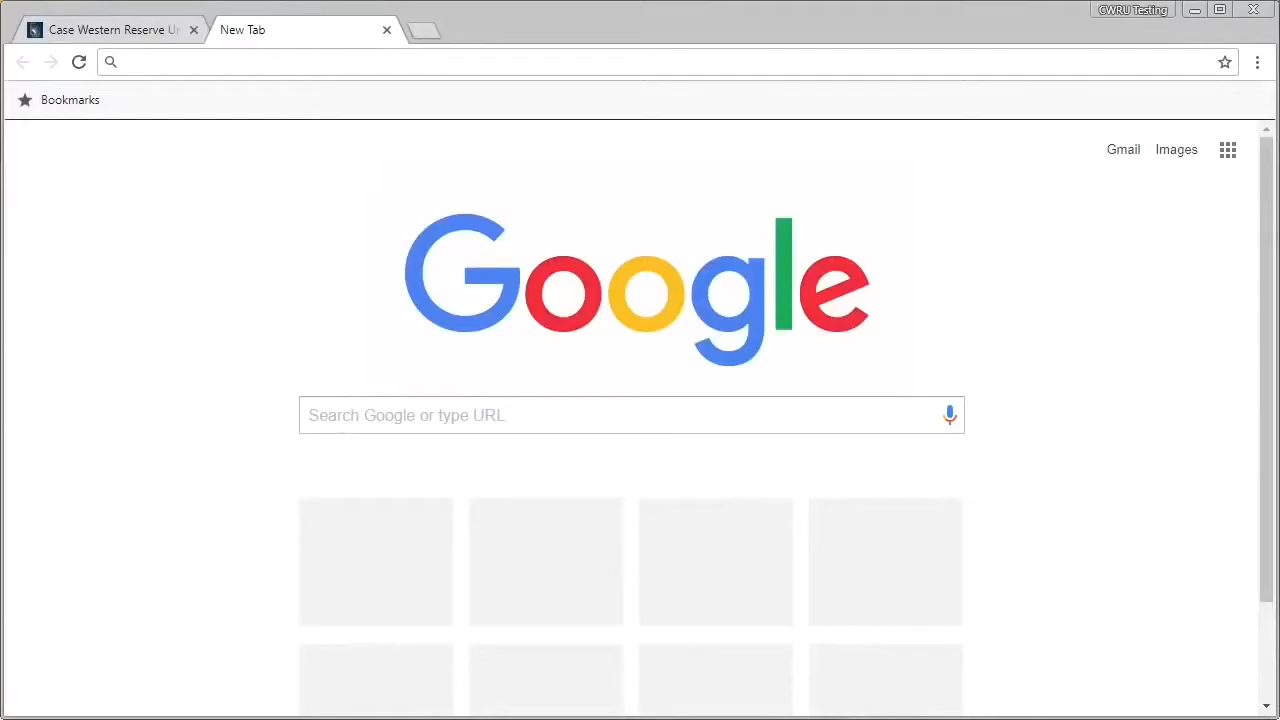 CWRU Testing
Case Western Reserve U
New Tab
Bookmarks
Gmail Images
Google
Search Google or type URL